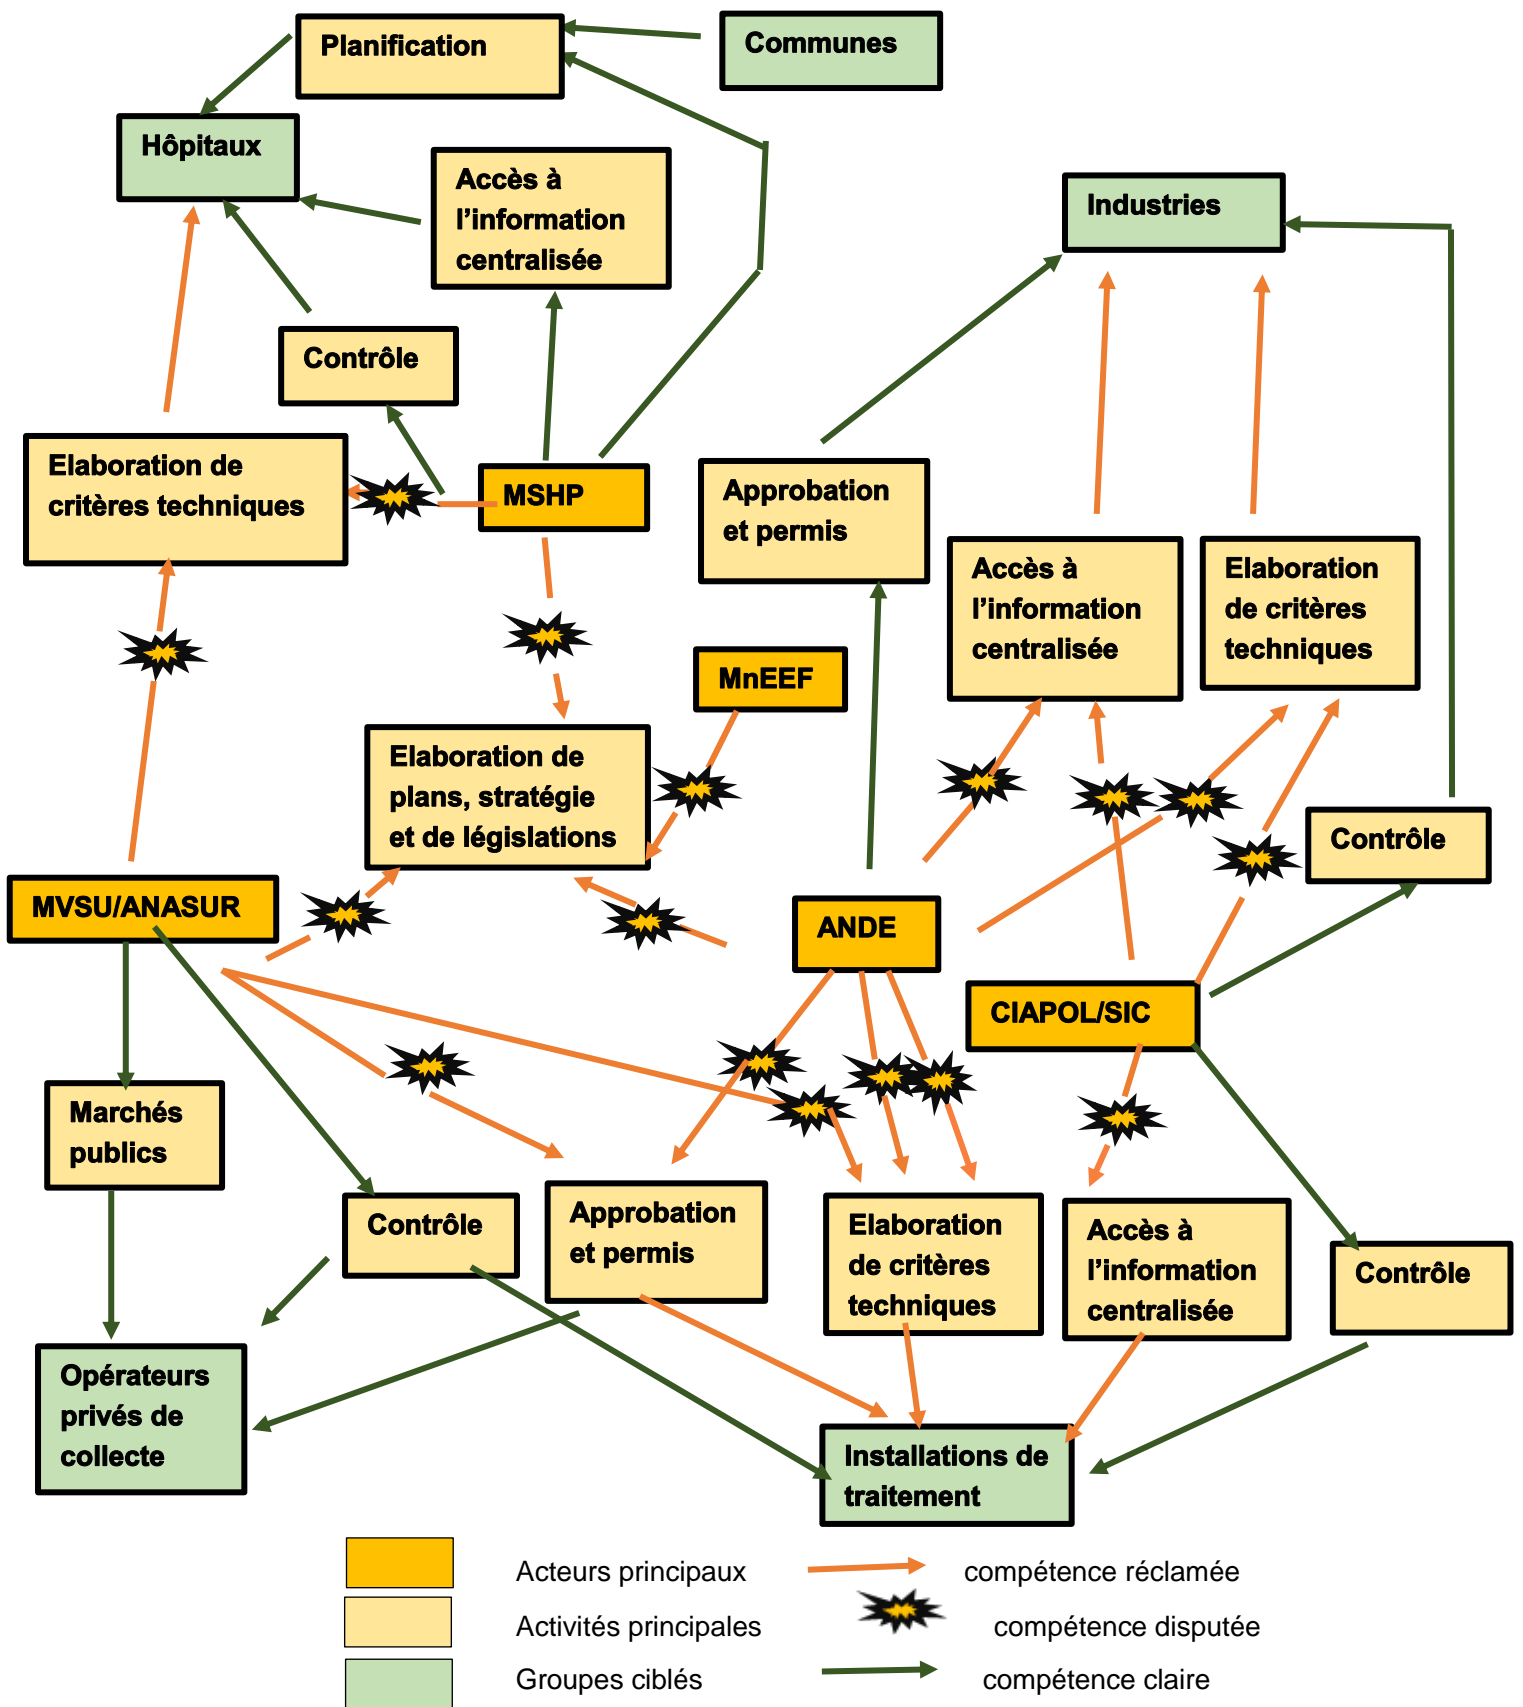 Planification
Communes
Hôpitaux
Accès à
l'information
centralisée
Industries
Contrôle
Elaboration de
critères techniques
MSHP
Approbation
et permis
Accès à
l'information
centralisée
Elaboration
de critères
techniques
MnEEF
Elaboration de
plans, stratégie
et de législations
Contrôle
MVSU/ANASUR
ANDE
CIAPOL/SIC
Marchés
publics
Contrôle
Approbation
et permis
Elaboration
de critères
techniques
Accès à
l'information
centralisée
Contrôle
Opérateurs
privés de
collecte
Installations de
traitement
Acteurs principaux
compétence réclamée
Activités principales
compétence disputée
Groupes ciblés
compétence claire